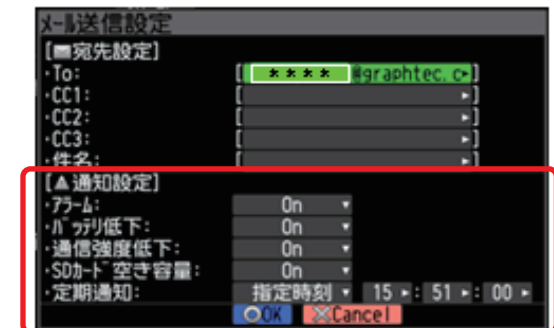 ﾒｰﾙ送信設定
[✉宛先設定]
･To: [ **** @graphtec. c▸]
･CC1: [ ▸]
･CC2: [ ▸]
･CC3: [ ▸]
･件名: [ ▸]
[▲通知設定]
･ｱﾗｰﾑ: On ▾
･ﾊﾞｯﾃﾘ低下: On ▾
･通信強度低下: On ▾
･SDｶｰﾄﾞ空き容量: On ▾
･定期通知: 指定時刻 ▾ 15 ▸: 51 ▸: 00 ▸
OK Cancel